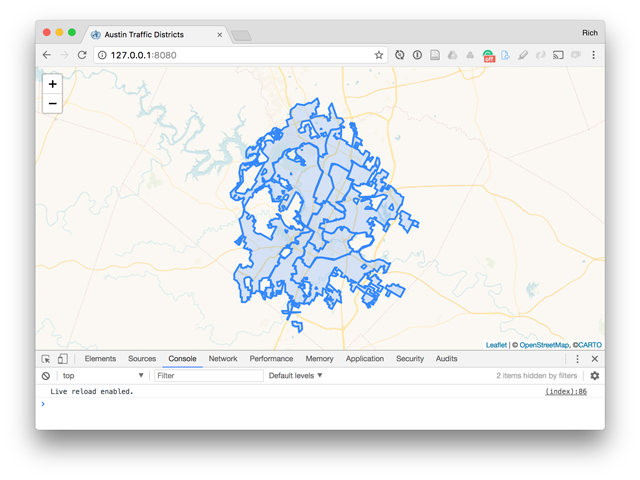 Austin Traffic Districts
Rich
127.0.0.1:8080
off
+
−
Leaflet | © OpenStreetMap, ©CARTO
Elements Sources Console Network Performance Memory Application Security Audits
top Filter Default levels 2 items hidden by filters
Live reload enabled. (index):86